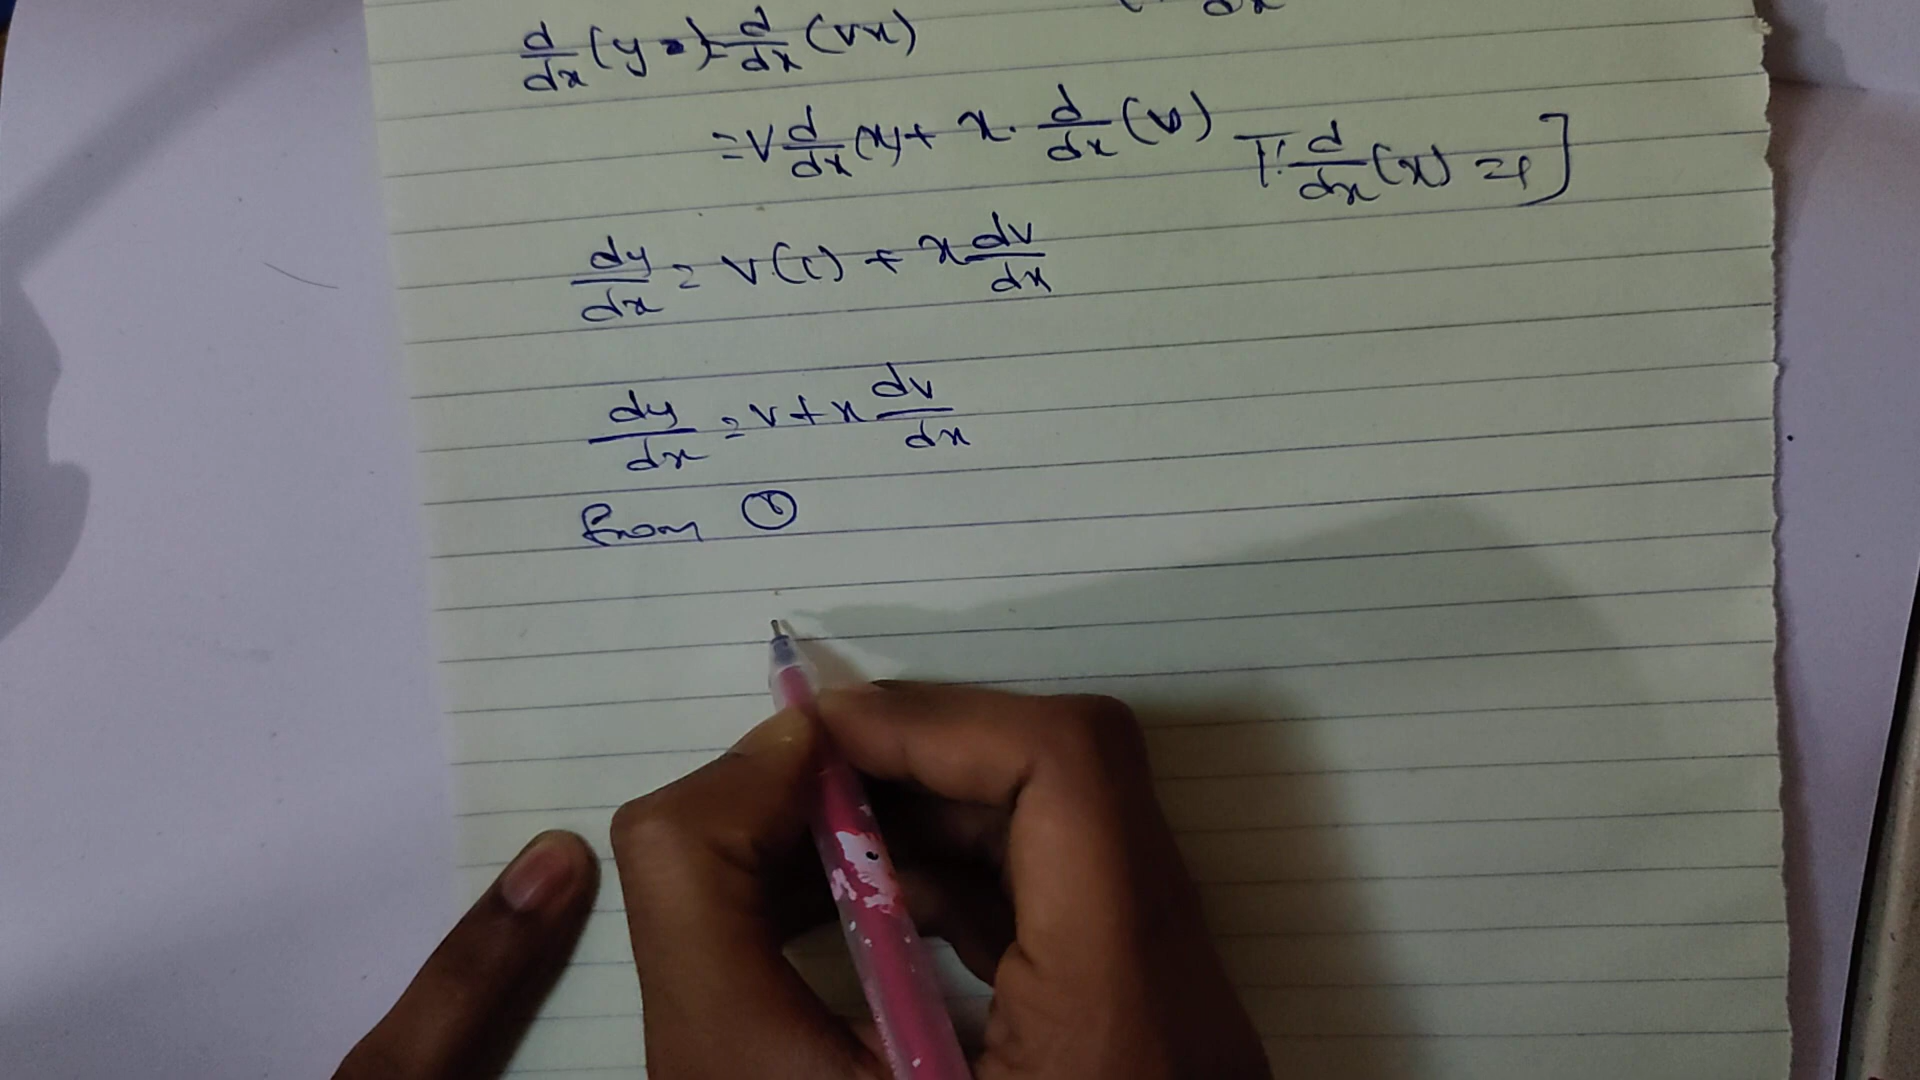 d/dx (y) = d/dx (vx)
= v d/dx (x) + x. d/dx (v) [∵ d/dx (x) = 1]
dy/dx = v(1) + x dv/dx
dy/dx = v + x dv/dx
from ①